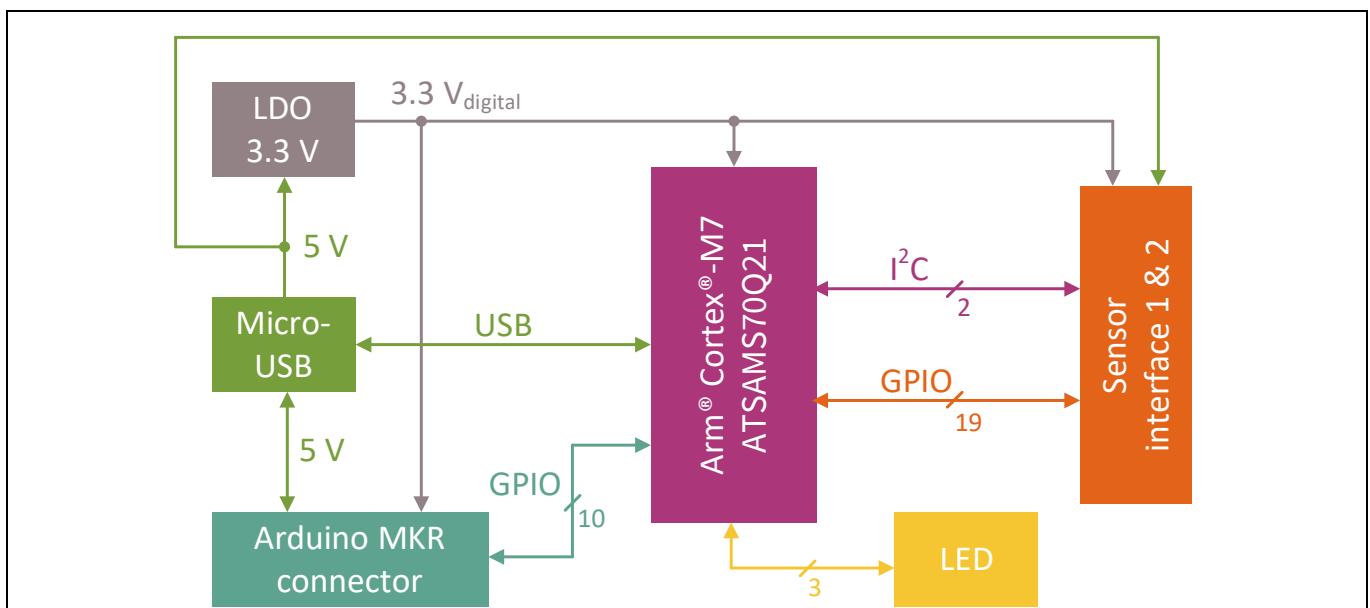 LDO
3.3 V
3.3 Vdigital
5 V
Micro-
USB
USB
5 V
Arduino MKR
connector
GPIO
10
Arm® Cortex®-M7
ATSAMS70Q21
I²C
2
GPIO
19
Sensor
interface 1 & 2
3
LED